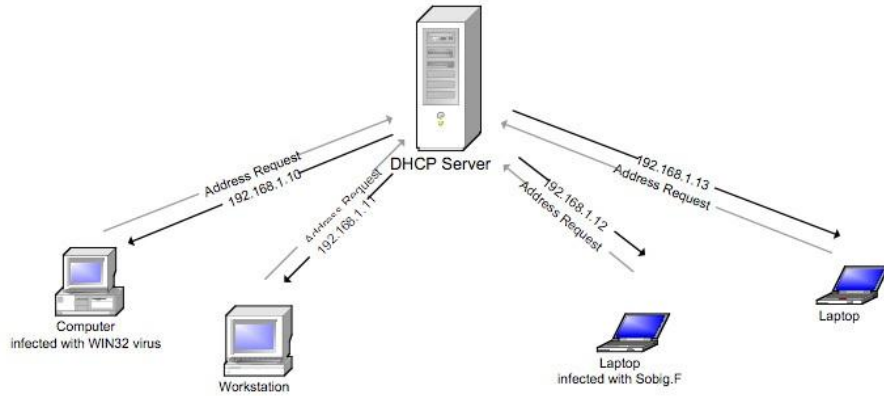 DHCP Server
Address Request
192.168.1.10
Address Request
192.168.1.11
192.168.1.12
Address Request
192.168.1.13
Address Request
Computer
infected with WIN32 virus
Workstation
Laptop
infected with Sobig.F
Laptop